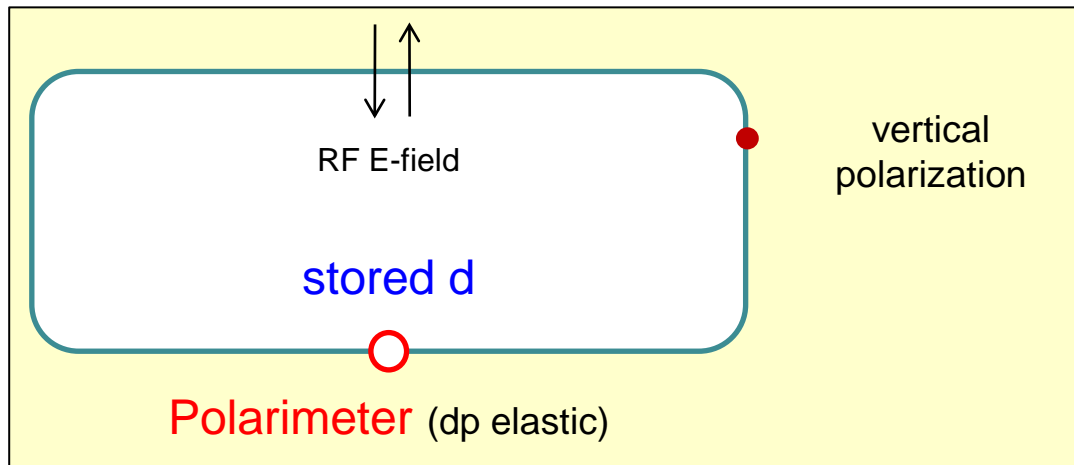 RF E-field
vertical
polarization
stored d
Polarimeter (dp elastic)